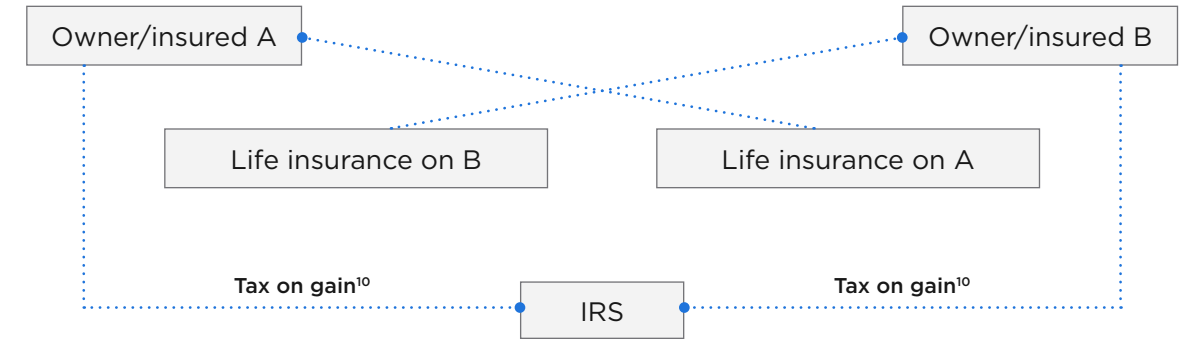 Owner/insured A
Owner/insured B
Life insurance on B
Life insurance on A
Tax on gain¹⁰
Tax on gain¹⁰
IRS